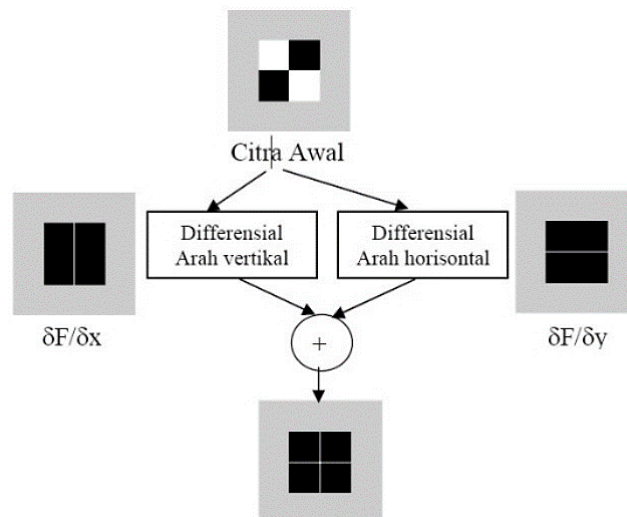 Citra Awal
Differensial
Arah vertikal
Differensial
Arah horisontal
δF/δx
δF/δy
+